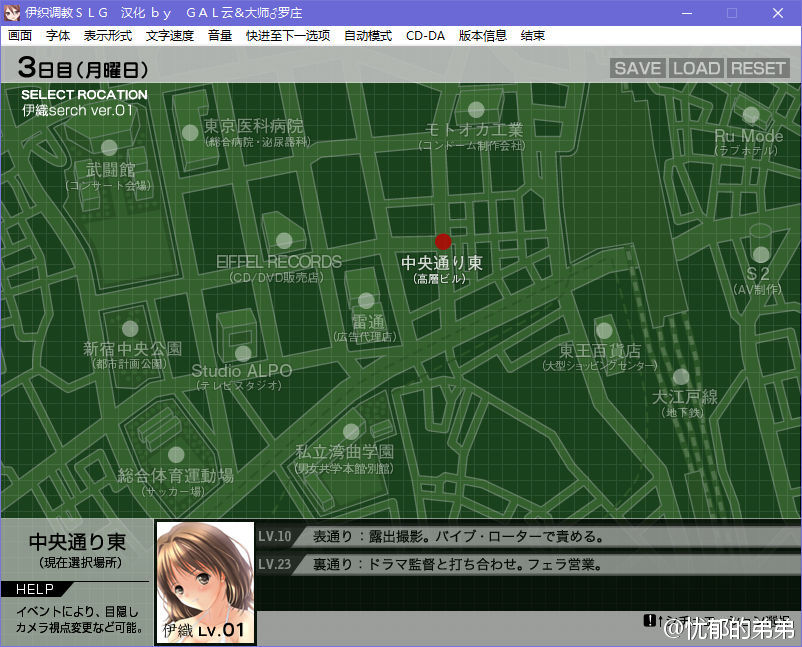 伊织调教ＳＬＧ　汉化ｂｙ　ＧＡＬ云＆大师♂罗庄
画面 字体 表示形式 文字速度 音量 快进至下一选项 自动模式 CD-DA 版本信息 结束
3日目(月曜日)
SAVE LOAD RESET
SELECT ROCATION
伊織serch ver.01
東京医科病院
(総合病院・泌尿器科)
モトオカ工業
(コンドーム制作会社)
Ru Mode
(ラブホテル)
武闘館
(コンサート会場)
EIFFEL RECORDS
(CD/DVD販売店)
中央通り東
(高層ビル)
S2
(AV制作)
雷通
(広告代理店)
新宿中央公園
(都市計画公園)
Studio ALPO
(テレビスタジオ)
東王百貨店
(大型ショッピングセンター)
大江戸線
(地下鉄)
私立湾曲学園
(男女共学本館・別館)
総合体育運動場
(サッカー場)
中央通り東
(現在選択場所)
HELP
イベントにより、目隠し
カメラ視点変更など可能。
伊織 LV.01
LV.10 表通り：露出撮影。バイブ・ローターで責める。
LV.23 裏通り：ドラマ監督と打ち合わせ。フェラ営業。
@忧郁的弟弟